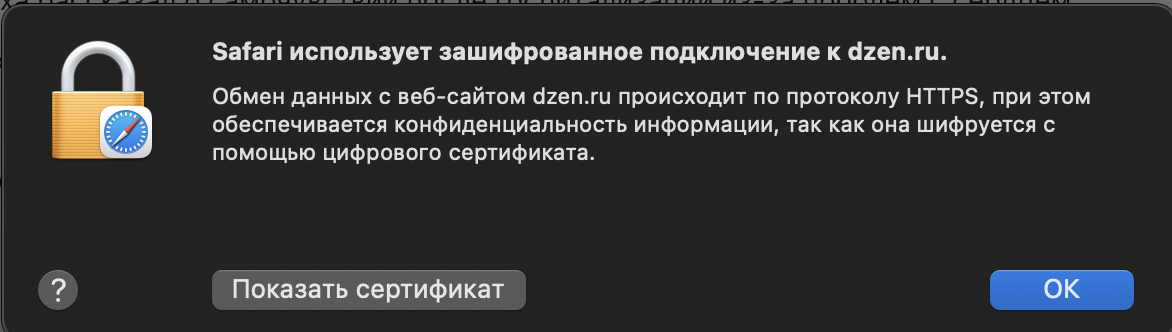 Safari использует зашифрованное подключение к dzen.ru.
Обмен данных с веб-сайтом dzen.ru происходит по протоколу HTTPS, при этом
обеспечивается конфиденциальность информации, так как она шифруется с
помощью цифрового сертификата.
? Показать сертификат OK